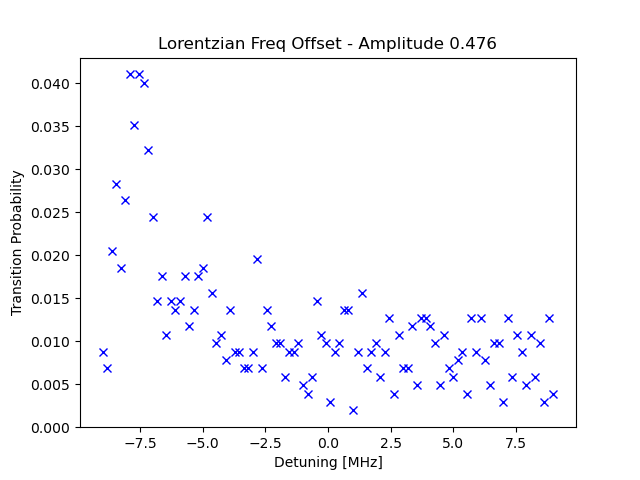 Lorentzian Freq Offset - Amplitude 0.476
Transition Probability
0.040
0.035
0.030
0.025
0.020
0.015
0.010
0.005
0.000
−7.5 −5.0 −2.5 0.0 2.5 5.0 7.5
Detuning [MHz]